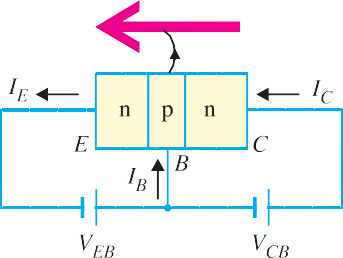 I_E I_C
n p n
E B C
I_B
V_EB V_CB